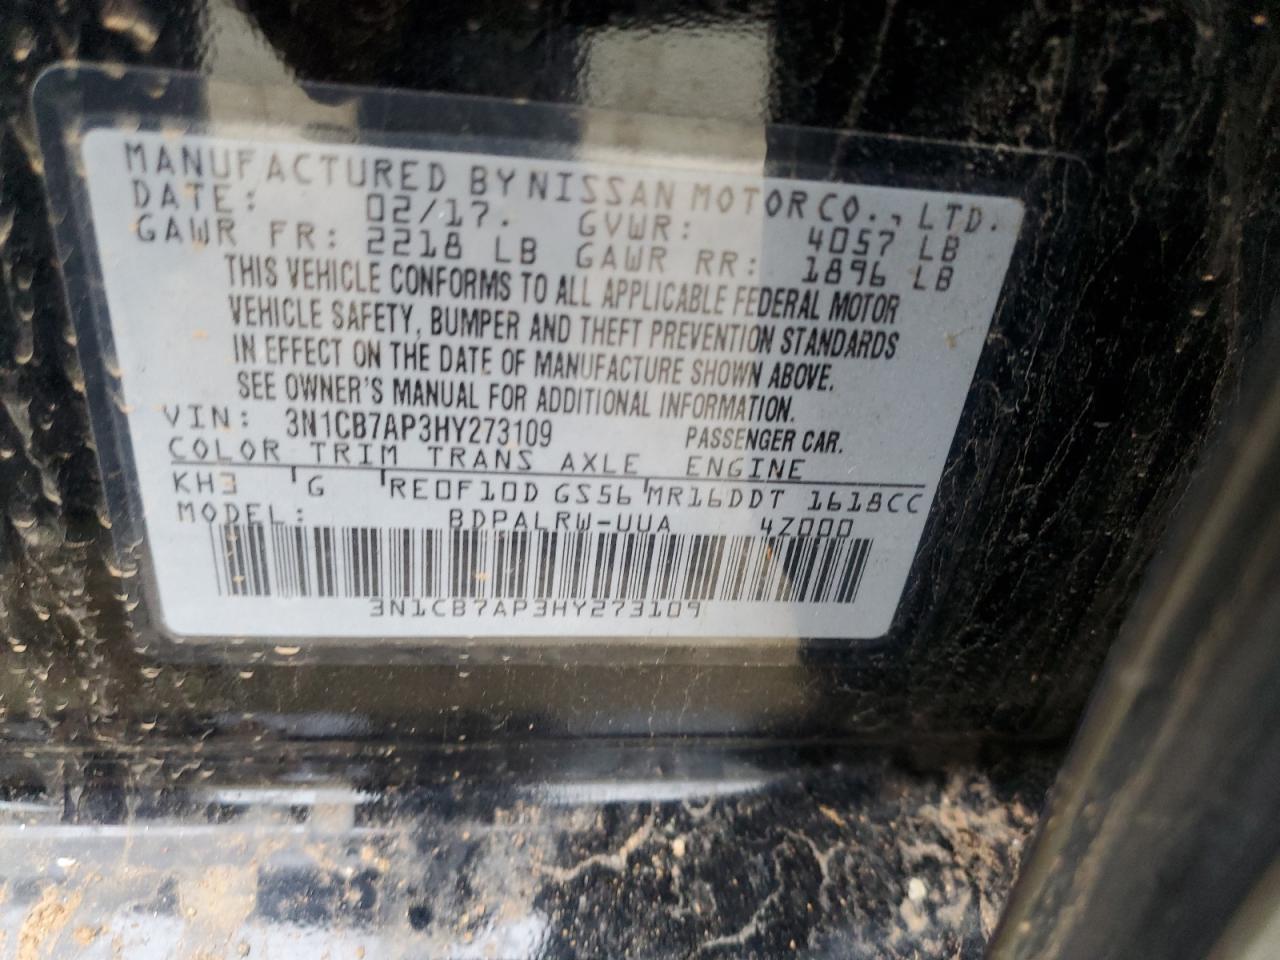 MANUFACTURED BY NISSAN MOTOR CO., LTD.
DATE: 02/17. GVWR: 4057 LB
GAWR FR: 2218 LB GAWR RR: 1896 LB
THIS VEHICLE CONFORMS TO ALL APPLICABLE FEDERAL MOTOR
VEHICLE SAFETY, BUMPER AND THEFT PREVENTION STANDARDS
IN EFFECT ON THE DATE OF MANUFACTURE SHOWN ABOVE.
SEE OWNER'S MANUAL FOR ADDITIONAL INFORMATION.
VIN: 3N1CB7AP3HY273109 PASSENGER CAR.
COLOR TRIM TRANS AXLE ENGINE
KH3 G RE0F10D GS56 MR16DDT 1618CC
MODEL: BDPALRW-UUA 4Z000
3N1CB7AP3HY273109